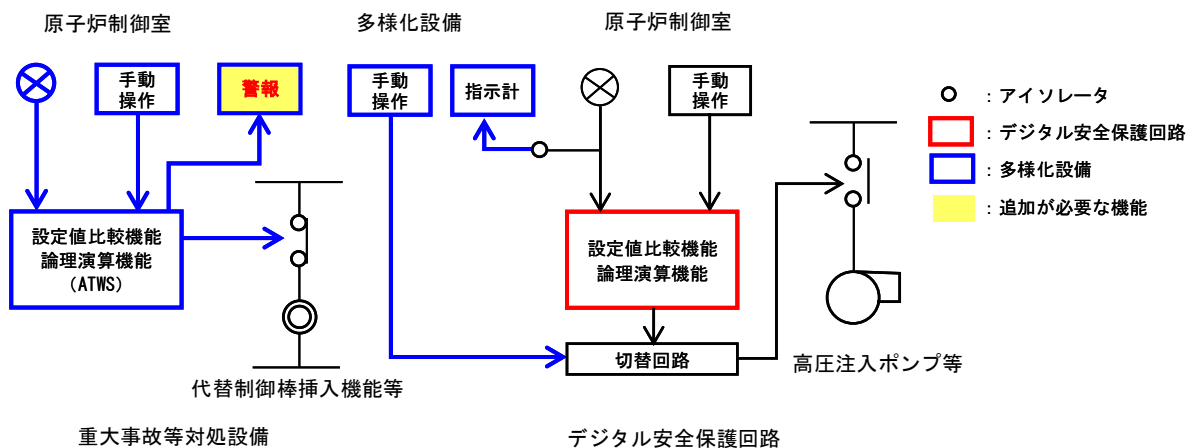 原子炉制御室
多様化設備
原子炉制御室
手動
操作
警報
手動
操作
指示計
手動
操作
：アイソレータ
：デジタル安全保護回路
：多様化設備
：追加が必要な機能
設定値比較機能
論理演算機能
(ATWS)
設定値比較機能
論理演算機能
切替回路
高圧注入ポンプ等
代替制御棒挿入機能等
重大事故等対処設備
デジタル安全保護回路